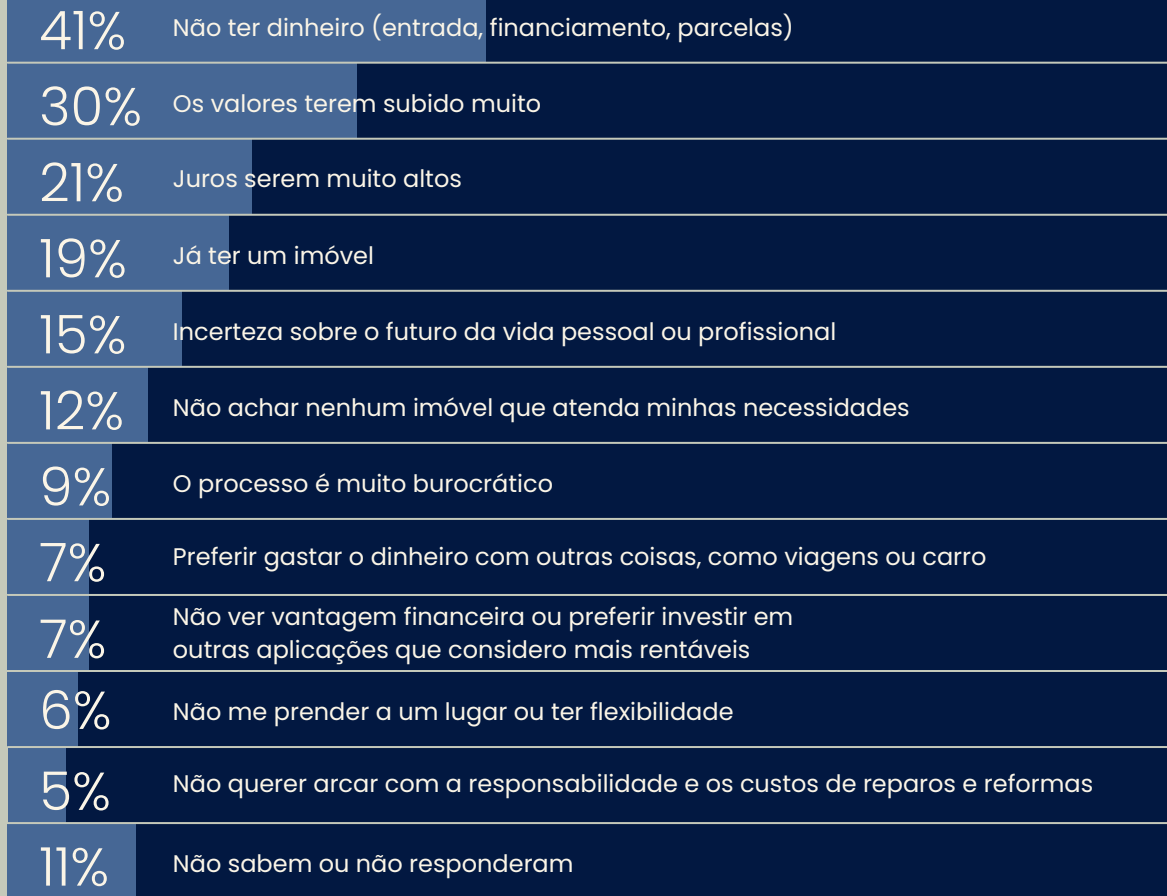 41% Não ter dinheiro (entrada, financiamento, parcelas)
30% Os valores terem subido muito
21% Juros serem muito altos
19% Já ter um imóvel
15% Incerteza sobre o futuro da vida pessoal ou profissional
12% Não achar nenhum imóvel que atenda minhas necessidades
9% O processo é muito burocrático
7% Preferir gastar o dinheiro com outras coisas, como viagens ou carro
7% Não ver vantagem financeira ou preferir investir em
outras aplicações que considero mais rentáveis
6% Não me prender a um lugar ou ter flexibilidade
5% Não querer arcar com a responsabilidade e os custos de reparos e reformas
11% Não sabem ou não responderam